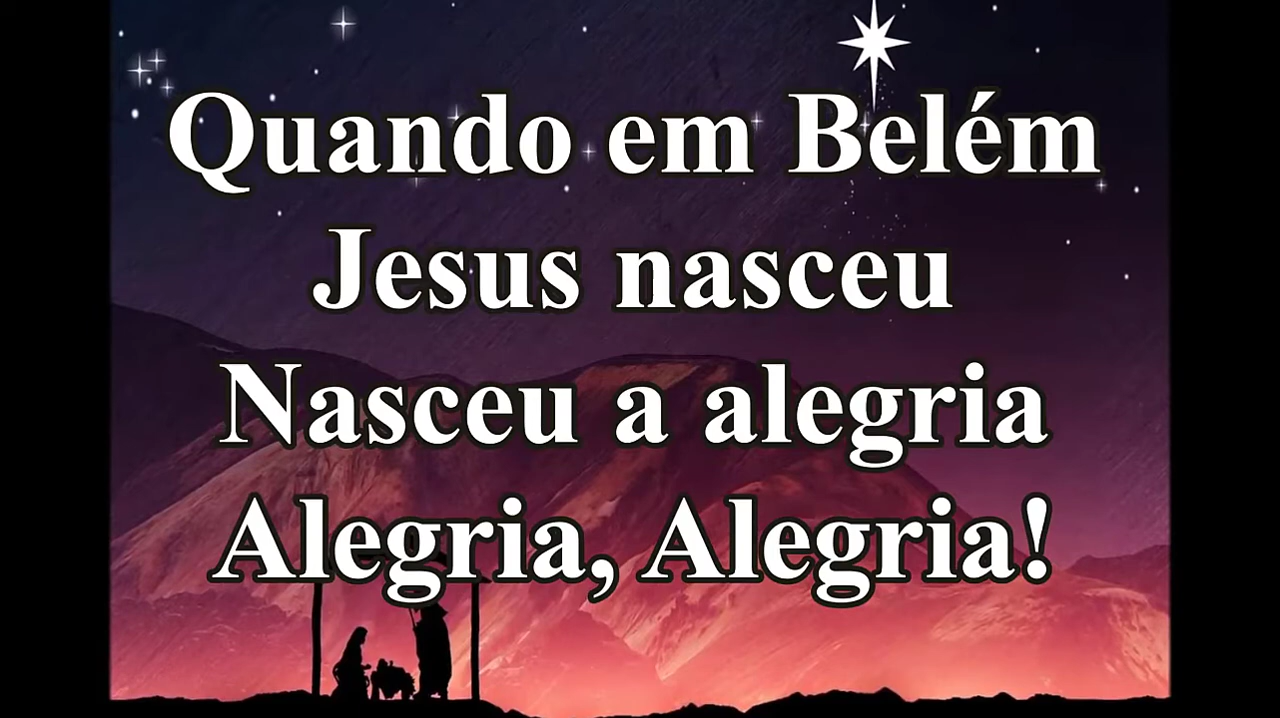 Quando em Belém
Jesus nasceu
Nasceu a alegria
Alegria, Alegria!